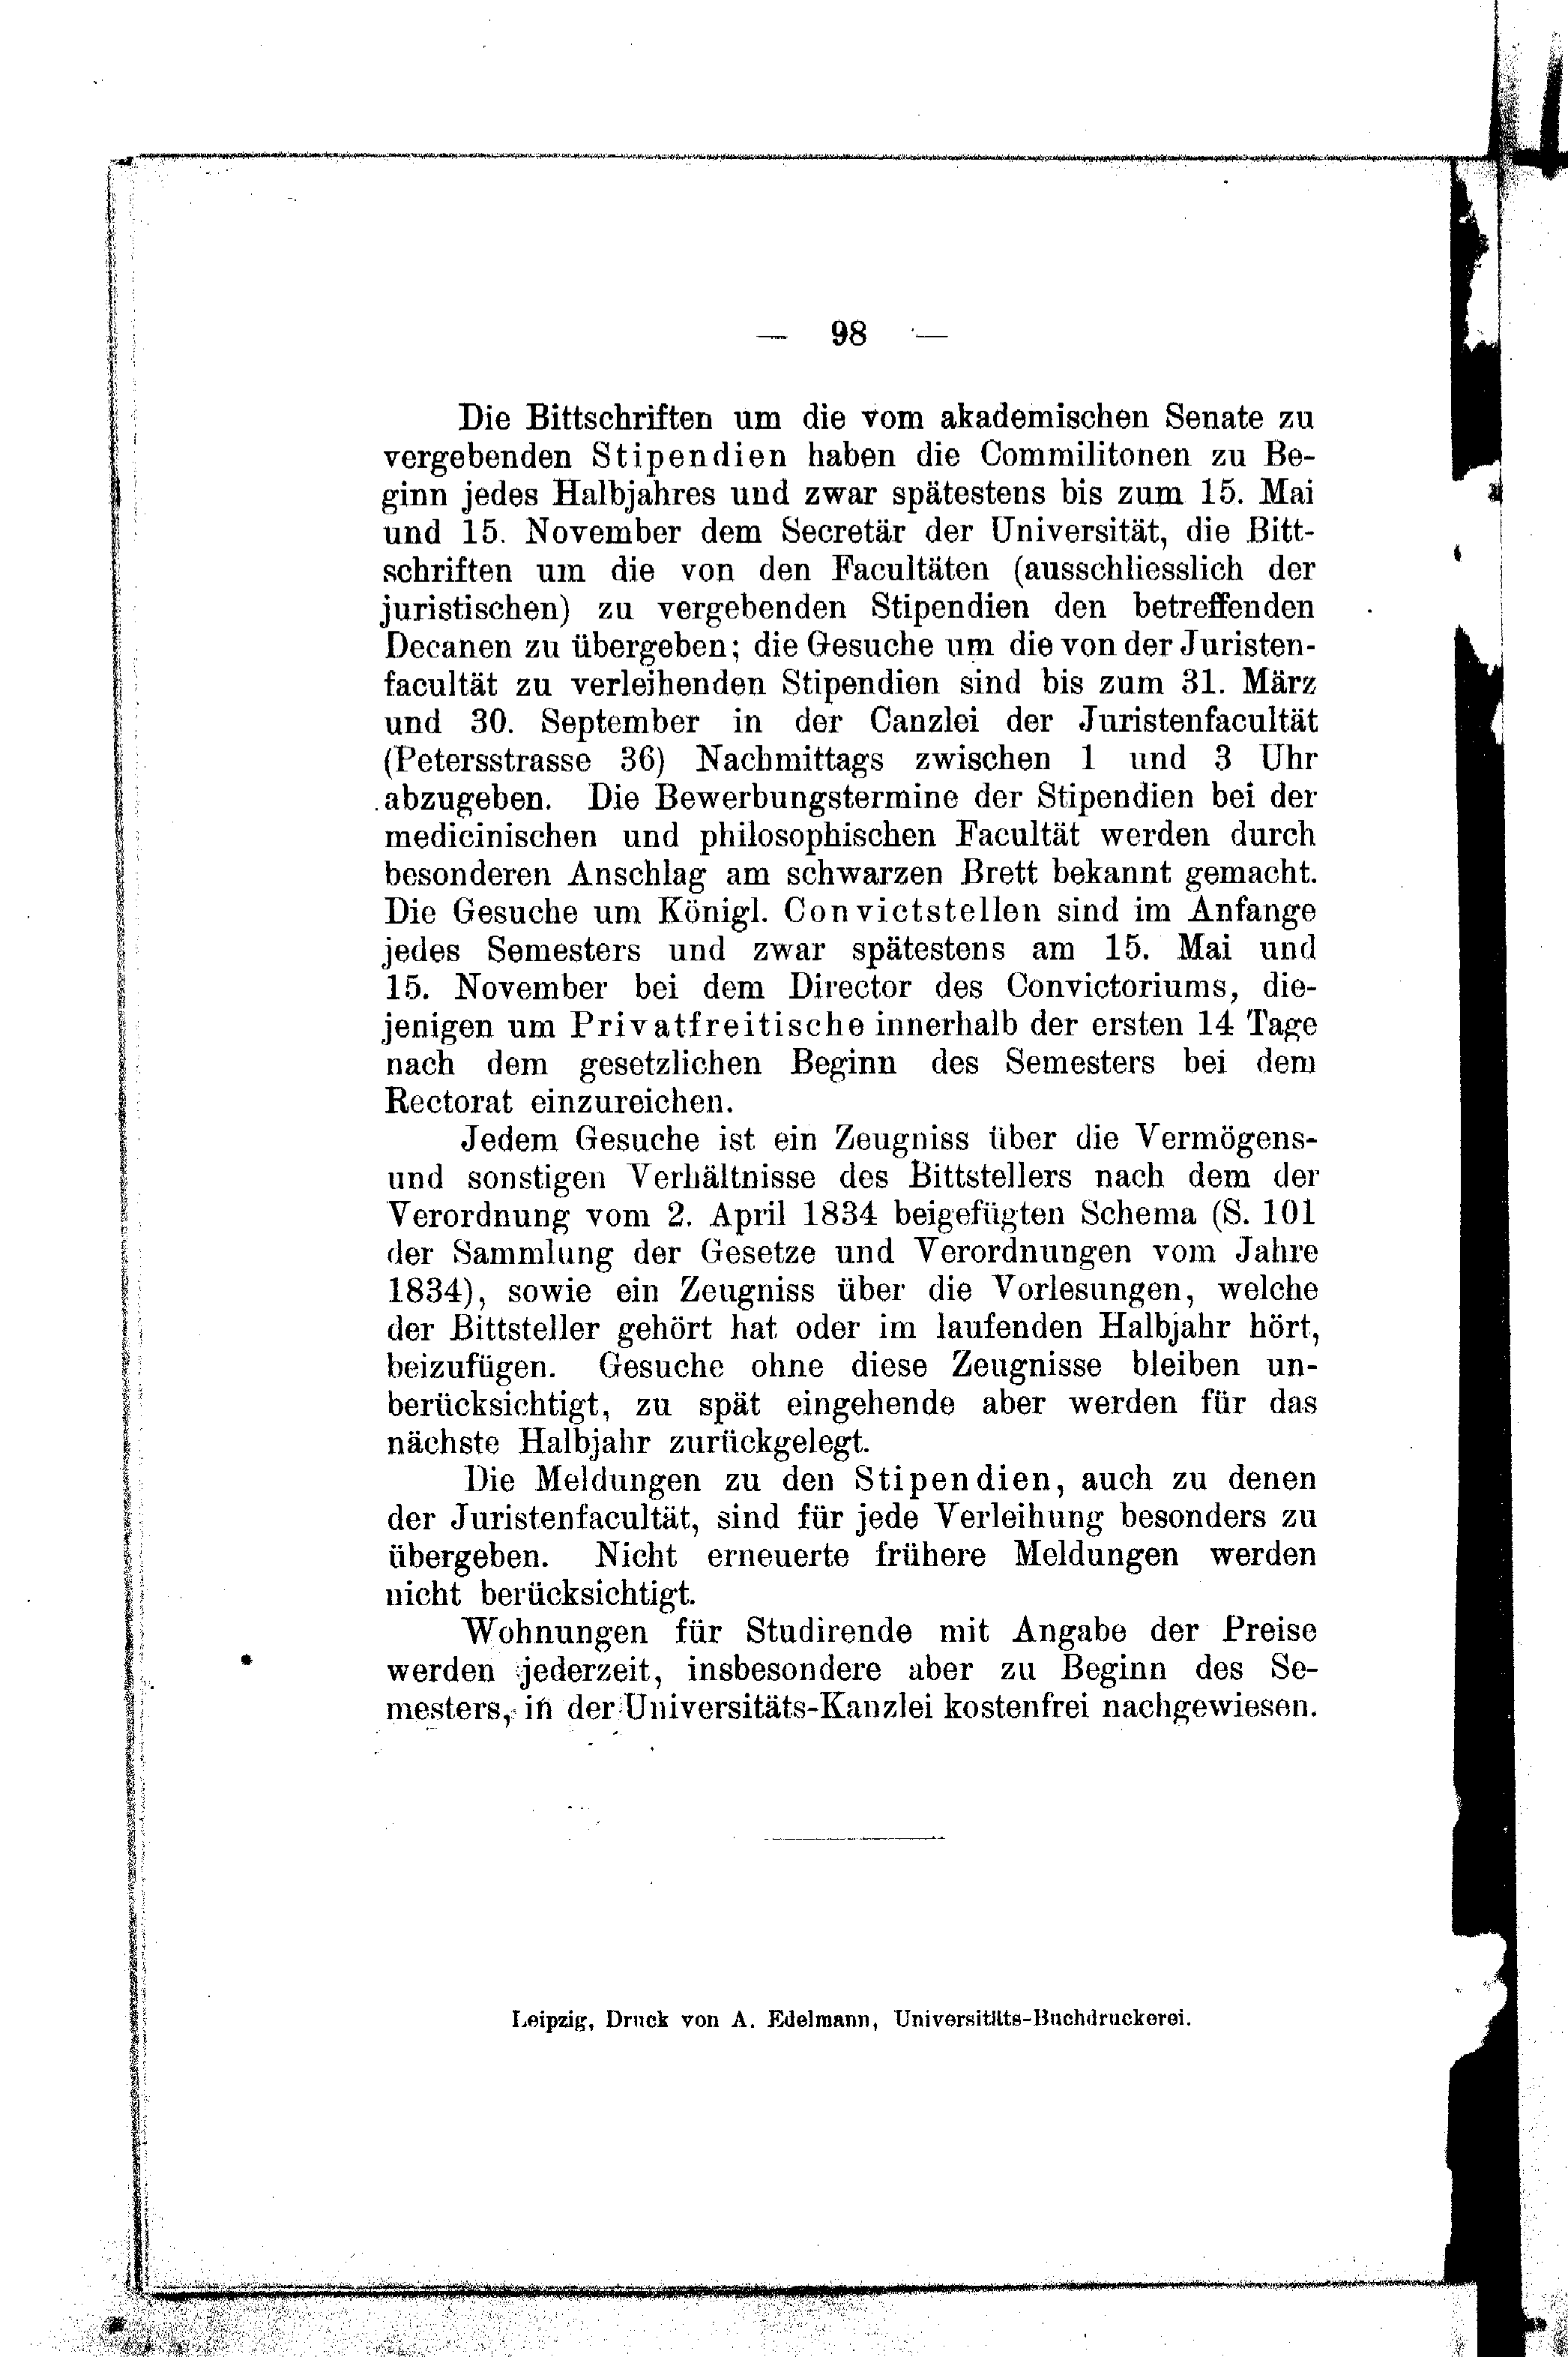 — 98 —
Die Bittschriften um die vom akademischen Senate zu
vergebenden Stipendien haben die Commilitonen zu Be-
ginn jedes Halbjahres und zwar spätestens bis zum 15. Mai
und 15. November dem Secretär der Universität, die Bitt-
schriften um die von den Facultäten (ausschliesslich der
juristischen) zu vergebenden Stipendien den betreffenden
Decanen zu übergeben; die Gesuche um die von der Juristen-
facultät zu verleihenden Stipendien sind bis zum 31. März
und 30. September in der Canzlei der Juristenfacultät
(Petersstrasse 36) Nachmittags zwischen 1 und 3 Uhr
abzugeben. Die Bewerbungstermine der Stipendien bei der
medicinischen und philosophischen Facultät werden durch
besonderen Anschlag am schwarzen Brett bekannt gemacht.
Die Gesuche um Königl. Convictstellen sind im Anfange
jedes Semesters und zwar spätestens am 15. Mai und
15. November bei dem Director des Convictoriums, die-
jenigen um Privatfreitische innerhalb der ersten 14 Tage
nach dem gesetzlichen Beginn des Semesters bei dem
Rectorat einzureichen.
Jedem Gesuche ist ein Zeugniss über die Vermögens-
und sonstigen Verhältnisse des Bittstellers nach dem der
Verordnung vom 2. April 1834 beigefügten Schema (S. 101
der Sammlung der Gesetze und Verordnungen vom Jahre
1834), sowie ein Zeugniss über die Vorlesungen, welche
der Bittsteller gehört hat oder im laufenden Halbjahr hört,
beizufügen. Gesuche ohne diese Zeugnisse bleiben un-
berücksichtigt, zu spät eingehende aber werden für das
nächste Halbjahr zurückgelegt.
Die Meldungen zu den Stipendien, auch zu denen
der Juristenfacultät, sind für jede Verleihung besonders zu
übergeben. Nicht erneuerte frühere Meldungen werden
nicht berücksichtigt.
Wohnungen für Studirende mit Angabe der Preise
werden jederzeit, insbesondere aber zu Beginn des Se-
mesters, in der Universitäts-Kanzlei kostenfrei nachgewiesen.
Leipzig, Druck von A. Edelmann, Universitäts-Buchdruckerei.